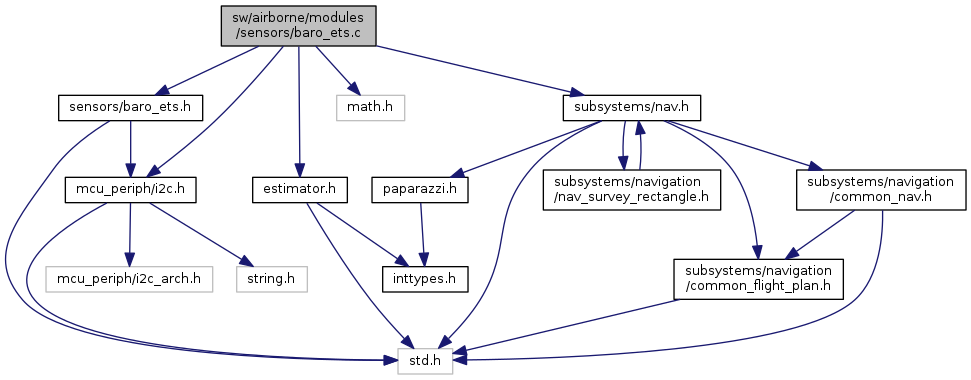 sw/airborne/modules
/sensors/baro_ets.c
sensors/baro_ets.h
math.h
subsystems/nav.h
mcu_periph/i2c.h
estimator.h
paparazzi.h
subsystems/navigation
/nav_survey_rectangle.h
subsystems/navigation
/common_nav.h
mcu_periph/i2c_arch.h
string.h
inttypes.h
subsystems/navigation
/common_flight_plan.h
std.h